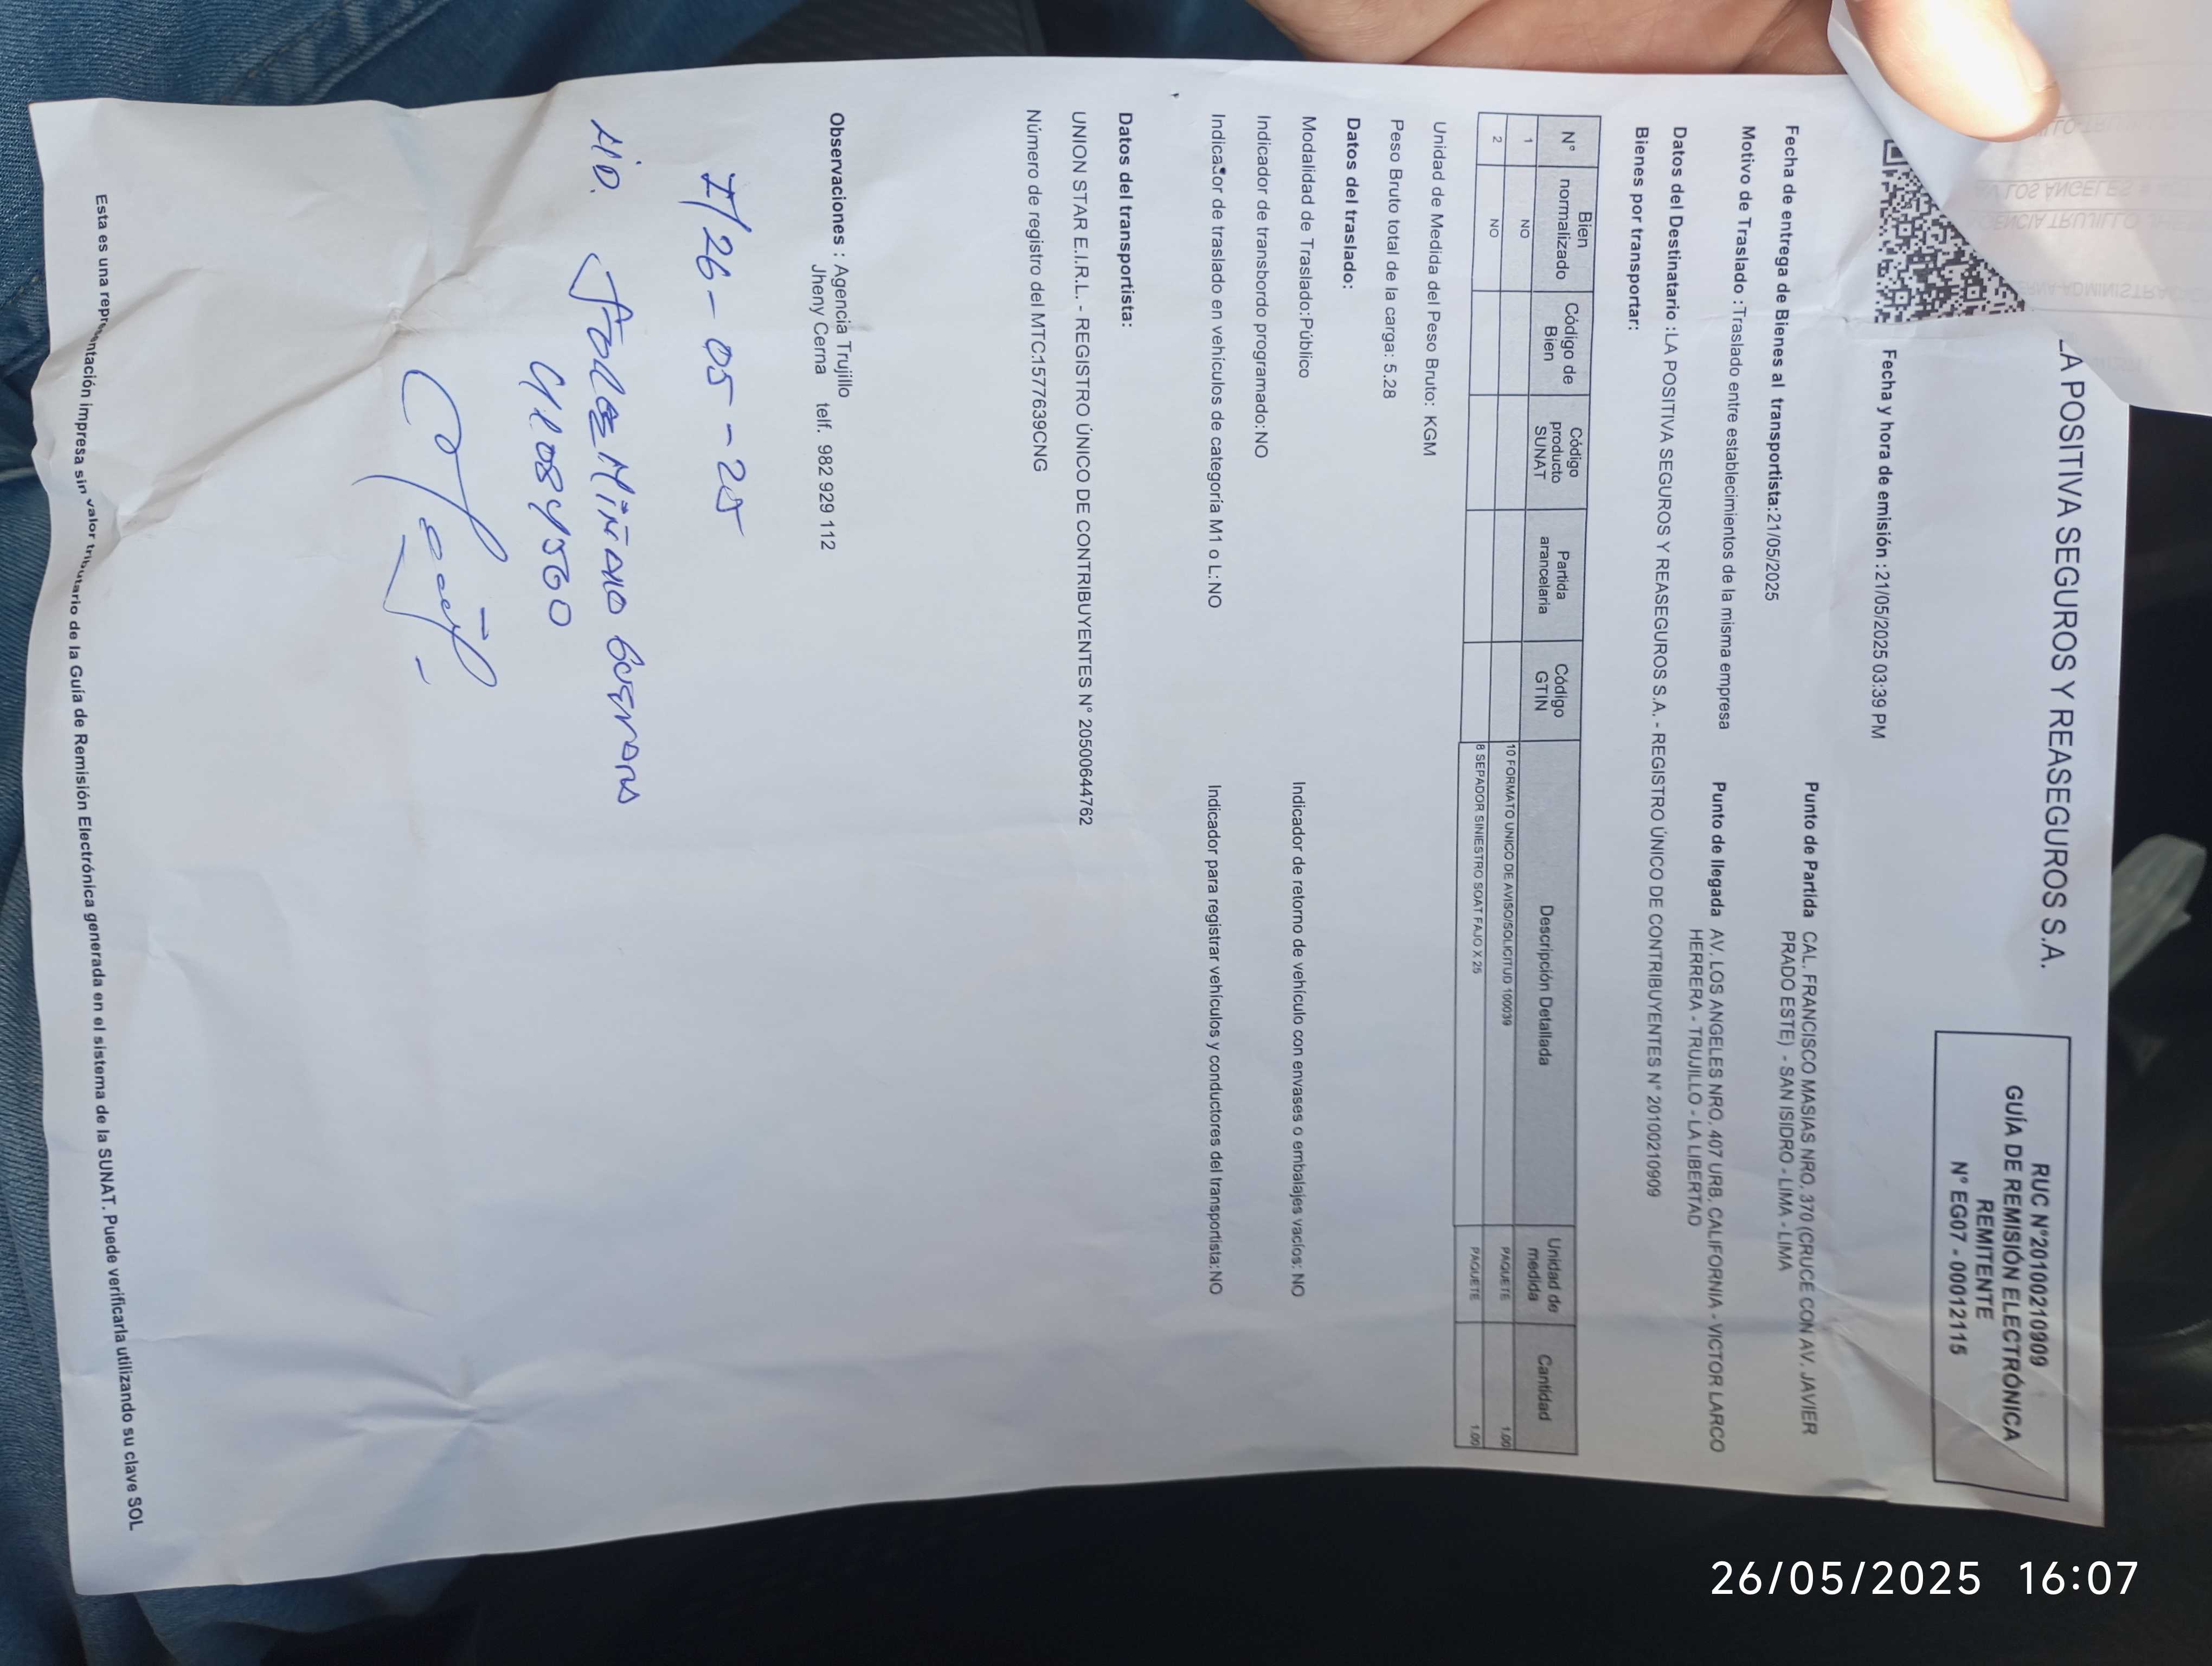 LA POSITIVA SEGUROS Y REASEGUROS S.A.
RUC N°20100210909
GUÍA DE REMISIÓN ELECTRÓNICA
REMITENTE
N° EG07 - 00012115
Fecha y hora de emisión :21/05/2025 03:39 PM
Fecha de entrega de Bienes al transportista:21/05/2025
Punto de Partida CAL. FRANCISCO MASIAS NRO. 370 (CRUCE CON AV. JAVIER
PRADO ESTE) - SAN ISIDRO - LIMA - LIMA
Motivo de Traslado :Traslado entre establecimientos de la misma empresa
Punto de llegada AV. LOS ANGELES NRO. 407 URB. CALIFORNIA - VICTOR LARCO
HERRERA - TRUJILLO - LA LIBERTAD
Datos del Destinatario :LA POSITIVA SEGUROS Y REASEGUROS S.A. - REGISTRO ÚNICO DE CONTRIBUYENTES N° 20100210909
Bienes por transportar:
N° Bien normalizado Código de Bien Código producto SUNAT Partida arancelaria Código GTIN Descripción Detallada Unidad de medida Cantidad
1 NO 10 FORMATO UNICO DE AVISO/SOLICITUD 100039 PAQUETE 1.00
2 NO 8 SEPADOR SINIESTRO SOAT FAJO X 25 PAQUETE 1.00
Unidad de Medida del Peso Bruto: KGM
Peso Bruto total de la carga: 5.28
Datos del traslado:
Modalidad de Traslado:Público
Indicador de retorno de vehículo con envases o embalajes vacíos: NO
Indicador de transbordo programado:NO
Indicador de traslado en vehículos de categoría M1 o L:NO
Indicador para registrar vehículos y conductores del transportista:NO
Datos del transportista:
UNION STAR E.I.R.L. - REGISTRO ÚNICO DE CONTRIBUYENTES N° 20500644762
Número de registro del MTC:1577639CNG
Observaciones : Agencia Trujillo
Jheny Cerna telf. 982 929 112
26-05-25
Miñano
41084560
Esta es una representación impresa sin valor tributario de la Guía de Remisión Electrónica generada en el sistema de la SUNAT. Puede verificarla utilizando su clave SOL
26/05/2025 16:07